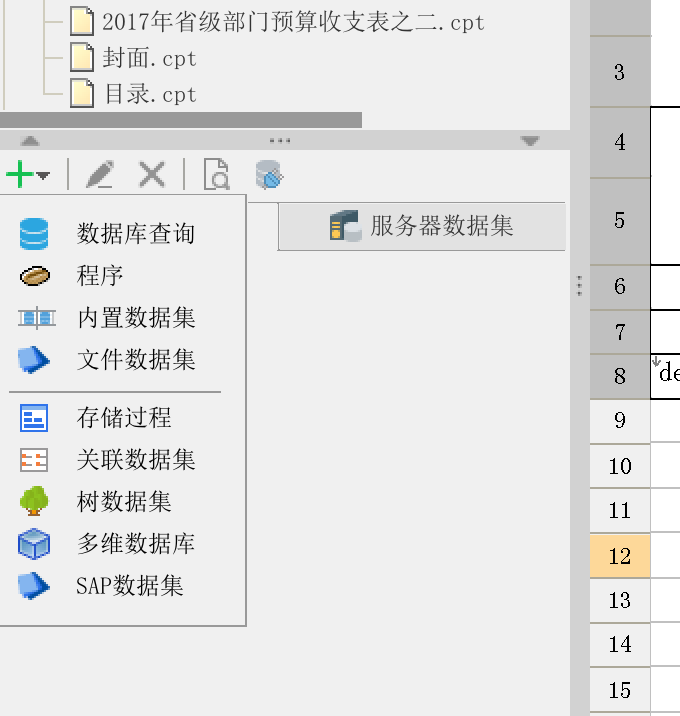 2017年省级部门预算收支表之二.cpt
封面.cpt
目录.cpt
服务器数据集
数据库查询
程序
内置数据集
文件数据集
存储过程
关联数据集
树数据集
多维数据库
SAP数据集
3
4
5
6
7
8
de
9
10
11
12
13
14
15